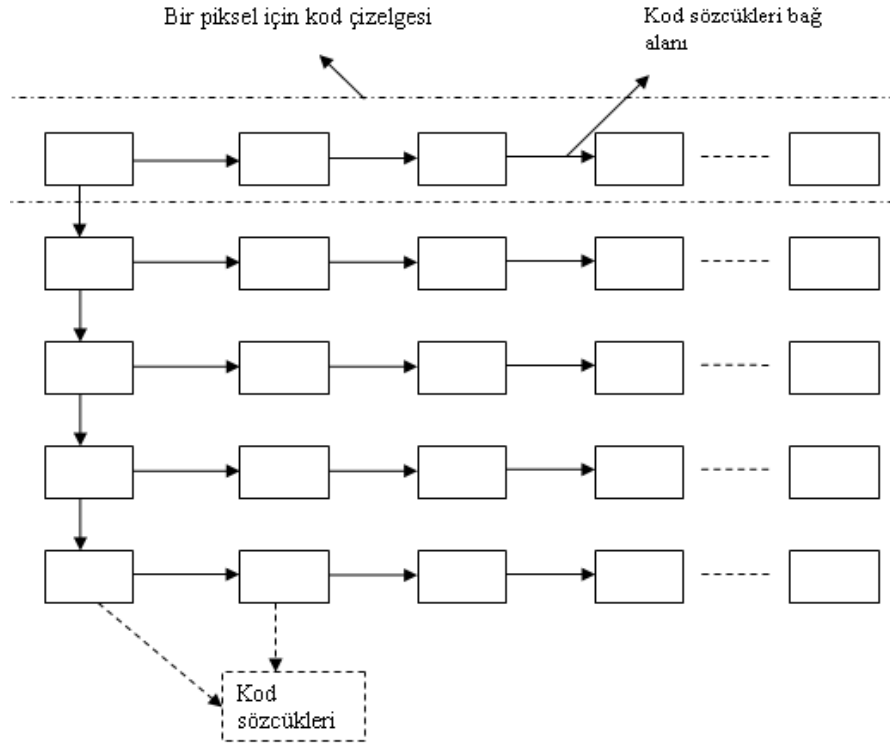 Bir piksel için kod çizelgesi
Kod sözcükleri bağ
alanı
Kod
sözcükleri